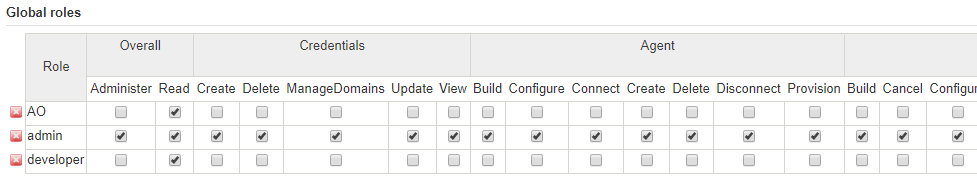 Global roles
Role Overall Credentials Agent
Administer Read Create Delete ManageDomains Update View Build Configure Connect Create Delete Disconnect Provision Build Cancel Configur
AO
admin
developer